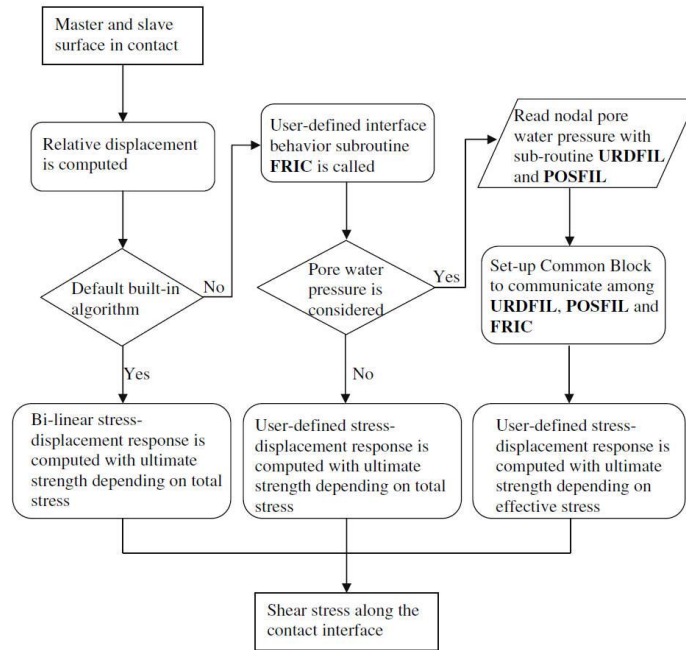 Master and slave
surface in contact
Relative displacement
is computed
Default built-in
algorithm
No
Yes
Bi-linear stress-
displacement response is
computed with ultimate
strength depending on total
stress
User-defined interface
behavior subroutine
FRIC is called
Pore water
pressure is
considered
Yes
No
User-defined stress-
displacement response is
computed with ultimate
strength depending on total
stress
Read nodal pore
water pressure with
sub-routine URDFIL
and POSFIL
Set-up Common Block
to communicate among
URDFIL, POSFIL and
FRIC
User-defined stress-
displacement response is
computed with ultimate
strength depending on
effective stress
Shear stress along the
contact interface